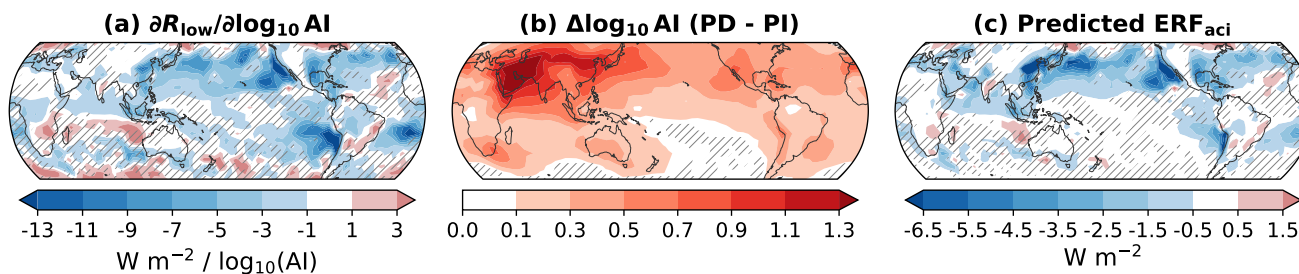 (a) ∂R_low/∂log₁₀ AI
(b) Δlog₁₀ AI (PD - PI)
(c) Predicted ERF_aci
-13 -11 -9 -7 -5 -3 -1 1 3
0.0 0.1 0.3 0.5 0.7 0.9 1.1 1.3
-6.5 -5.5 -4.5 -3.5 -2.5 -1.5 -0.5 0.5 1.5
W m⁻² / log₁₀(AI)
W m⁻²